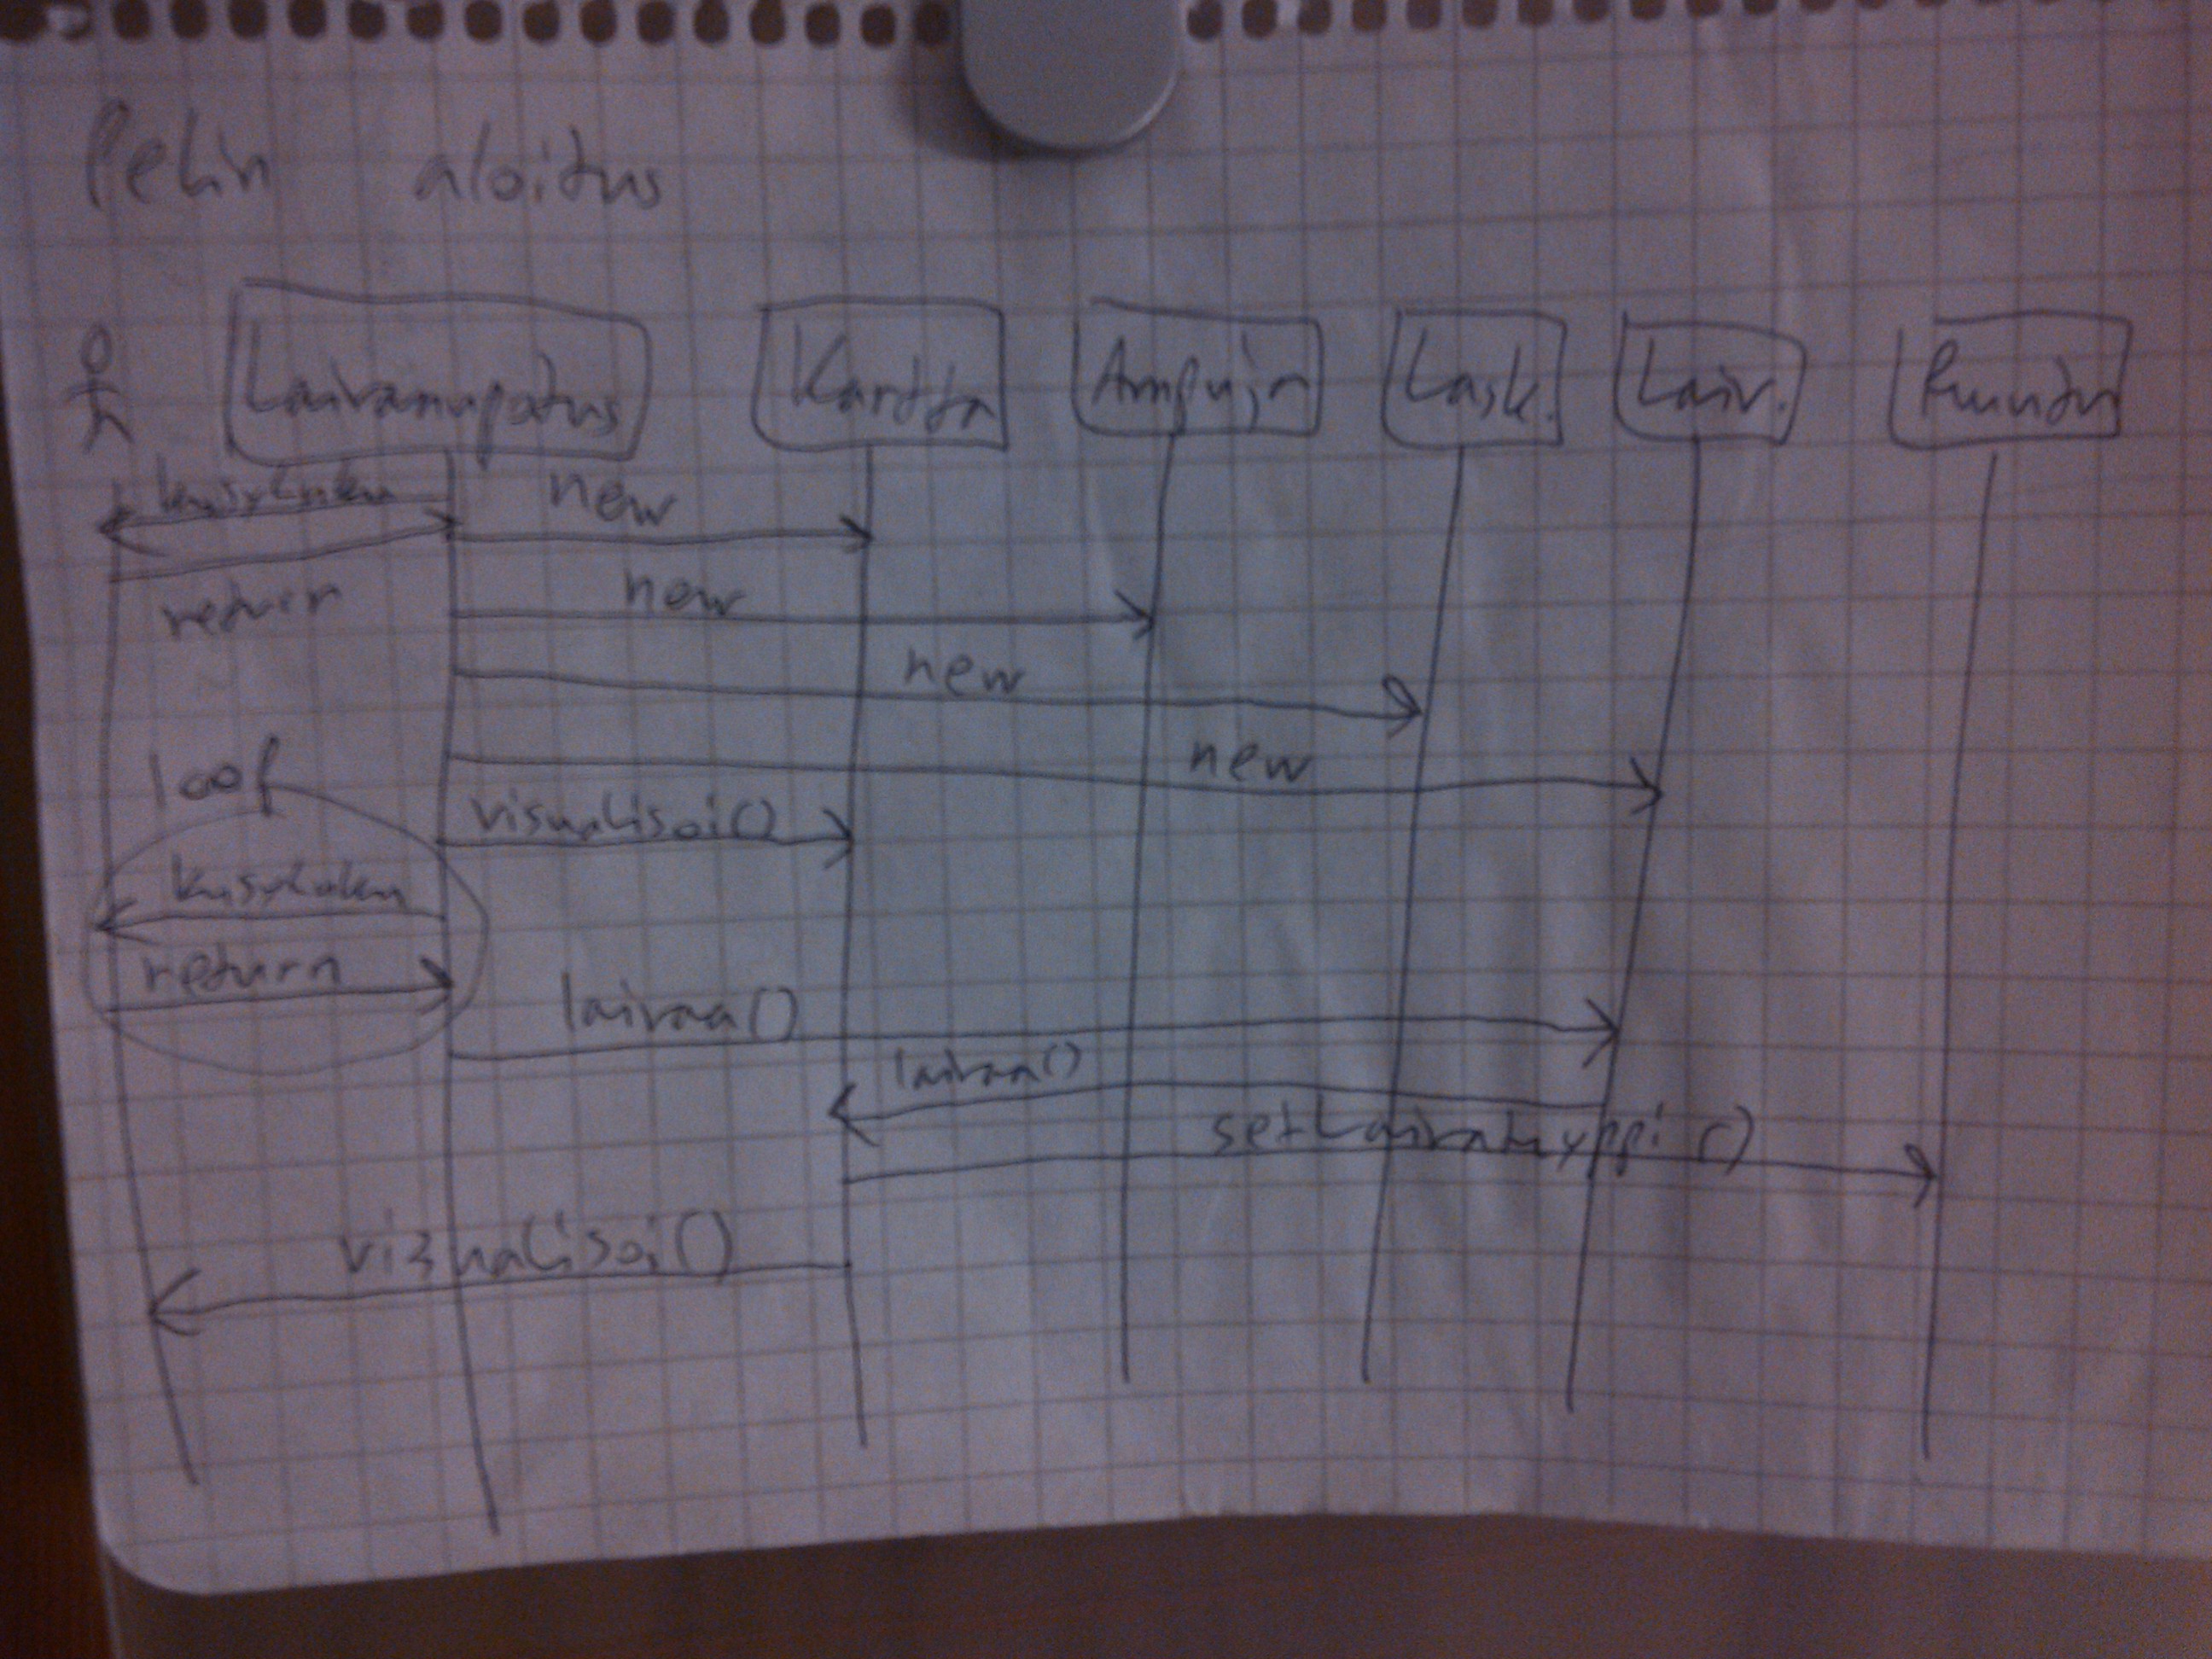 Pelin aloitus
Laivanupotus Kartta Ampuja Lask. Laiv. Ruutu
kysytään new
return new
new
new
loop
visualisoi()
kysytään
return
laivaa()
laivaa()
setLaivatyyppi()
visualisoi()